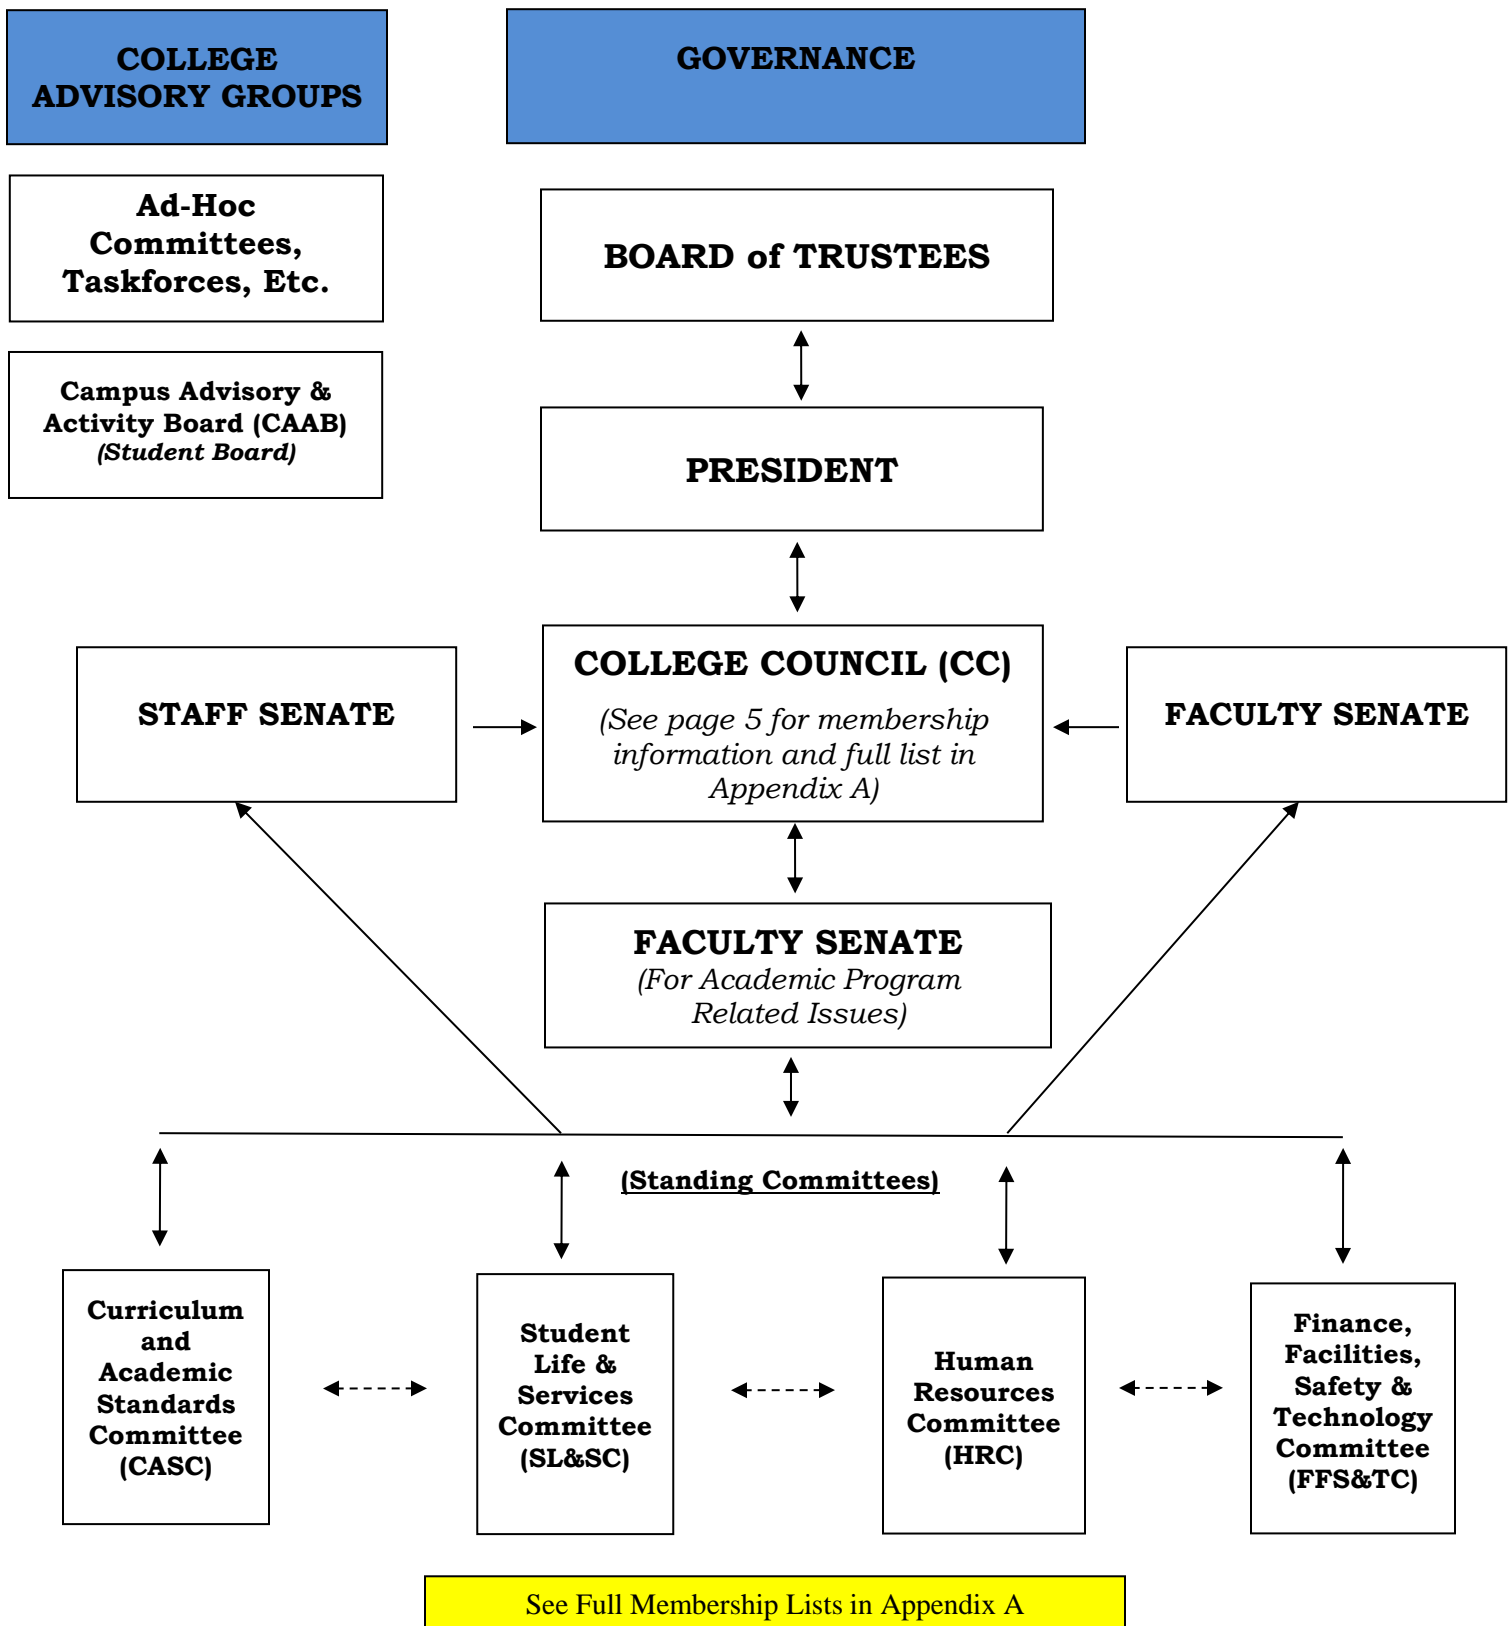 COLLEGE
ADVISORY GROUPS
GOVERNANCE
Ad-Hoc
Committees,
Taskforces, Etc.
BOARD of TRUSTEES
Campus Advisory &
Activity Board (CAAB)
(Student Board)
PRESIDENT
STAFF SENATE
COLLEGE COUNCIL (CC)
(See page 5 for membership
information and full list in
Appendix A)
FACULTY SENATE
FACULTY SENATE
(For Academic Program
Related Issues)
(Standing Committees)
Curriculum
and
Academic
Standards
Committee
(CASC)
Student
Life &
Services
Committee
(SL&SC)
Human
Resources
Committee
(HRC)
Finance,
Facilities,
Safety &
Technology
Committee
(FFS&TC)
See Full Membership Lists in Appendix A